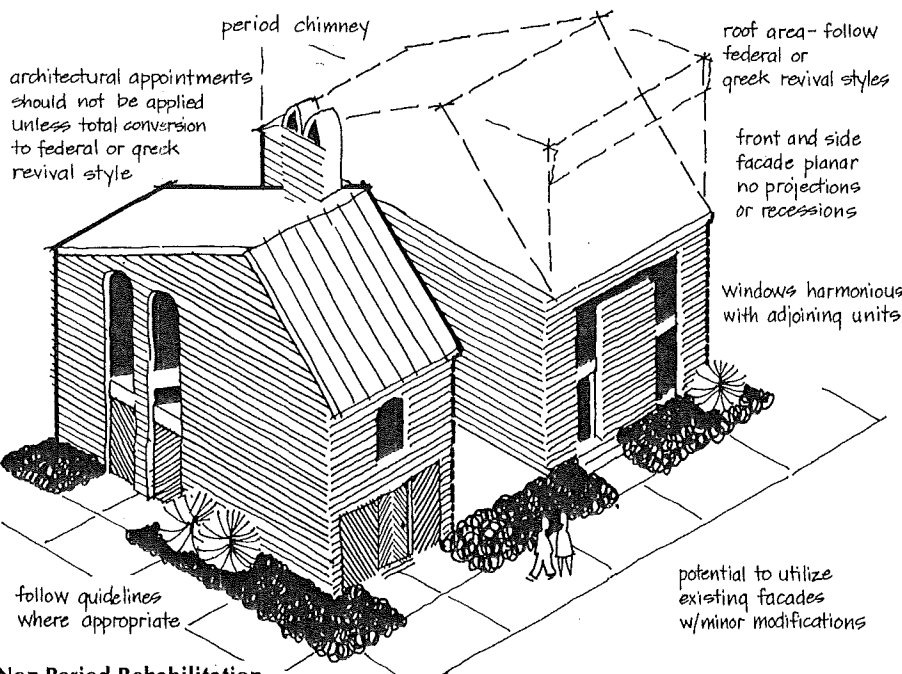 period chimney
architectural appointments
should not be applied
unless total conversion
to federal or greek
revival style
roof area- follow
federal or
greek revival styles
front and side
facade planar
no projections
or recessions
windows harmonious
with adjoining units
follow guidelines
where appropriate
potential to utilize
existing facades
w/minor modifications
Non-Period Rehabilitation